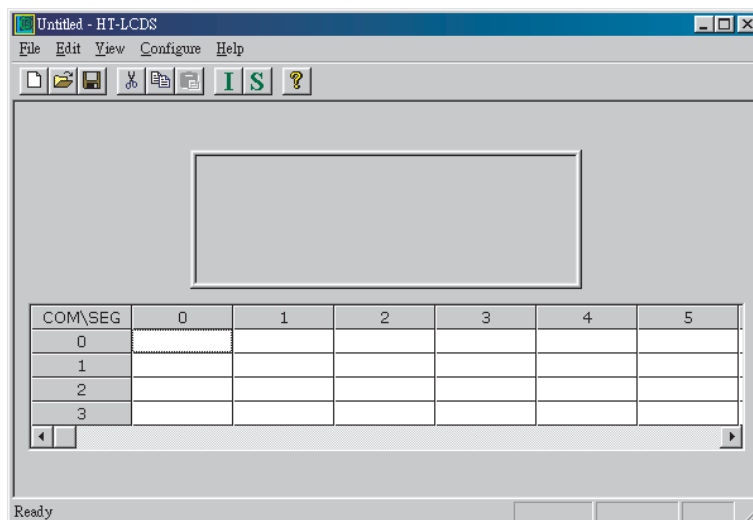 Untitled - HT-LCDS
File Edit View Configure Help
I S ?
COM\SEG 0 1 2 3 4 5
0
1
2
3
Ready